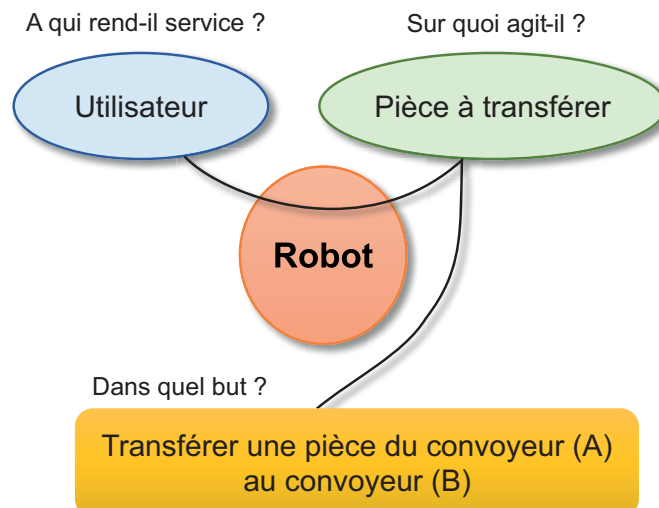 A qui rend-il service ?
Sur quoi agit-il ?
Utilisateur
Pièce à transférer
Robot
Dans quel but ?
Transférer une pièce du convoyeur (A)
au convoyeur (B)